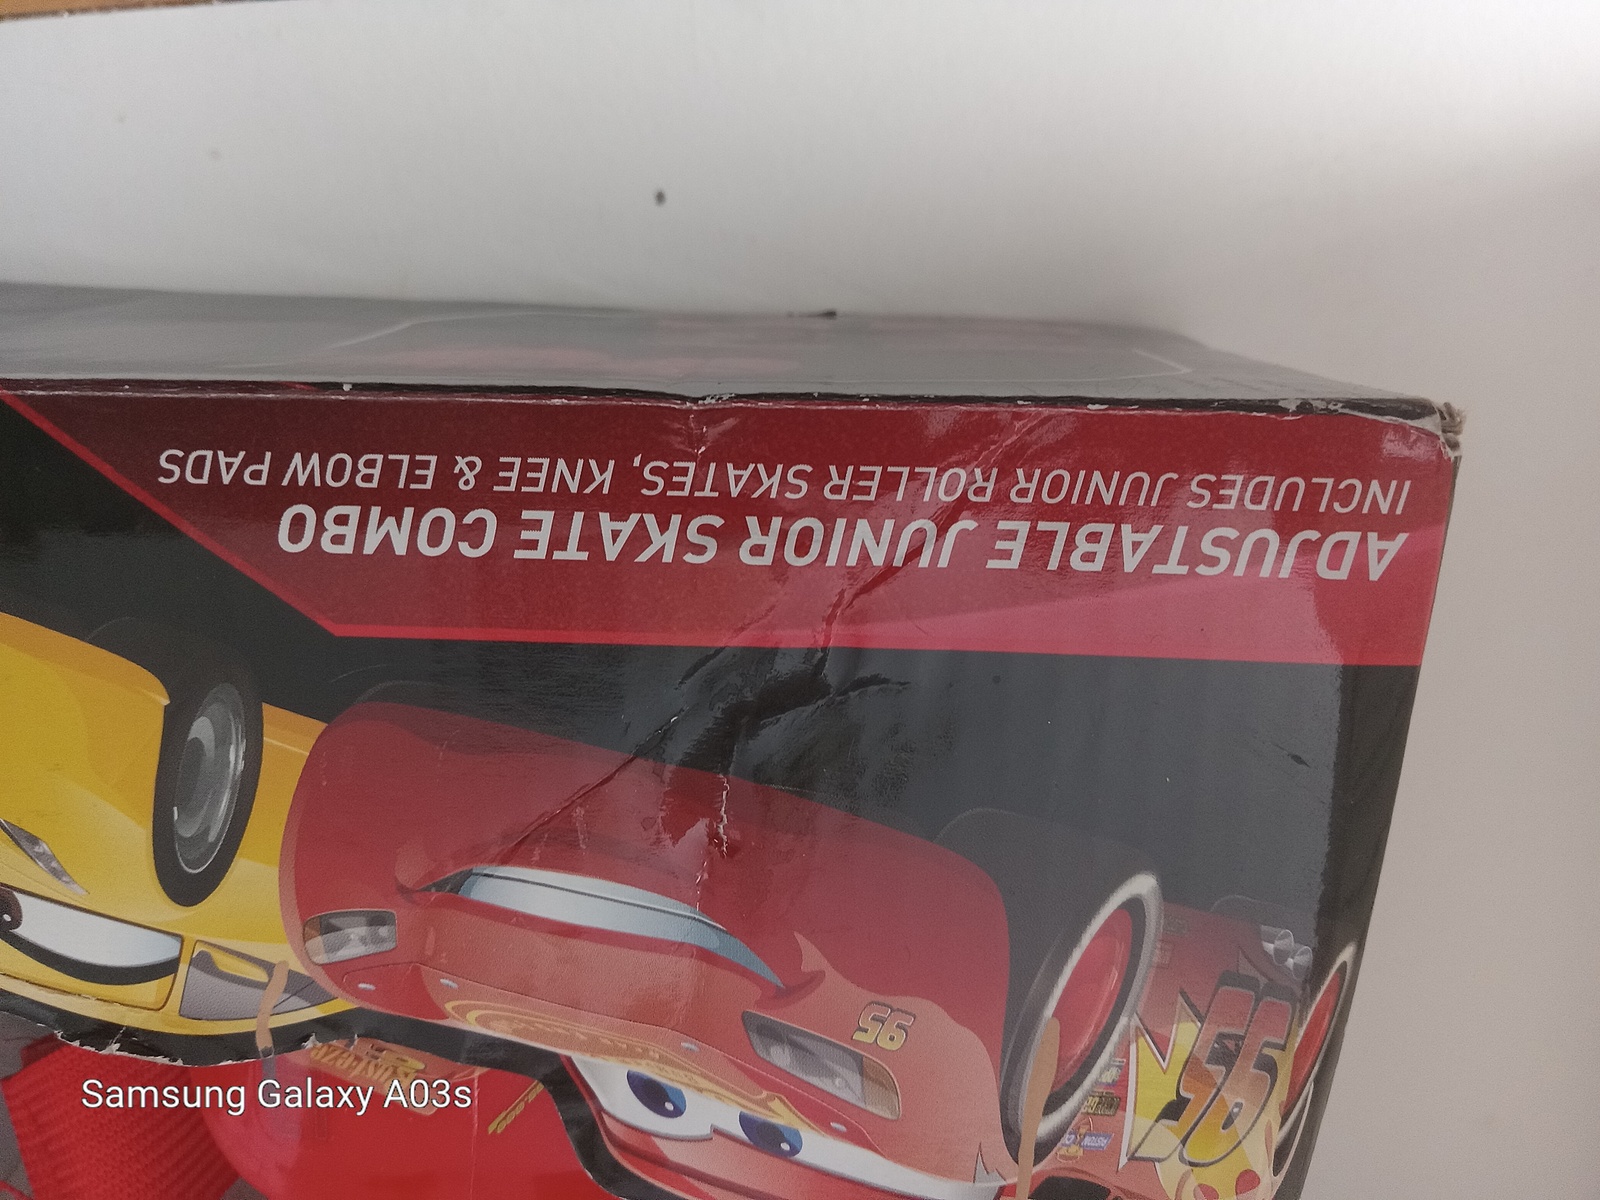 ADJUSTABLE JUNIOR SKATE COMBO
INCLUDES JUNIOR ROLLER SKATES, KNEE & ELBOW PADS
95
95
Samsung Galaxy A03s